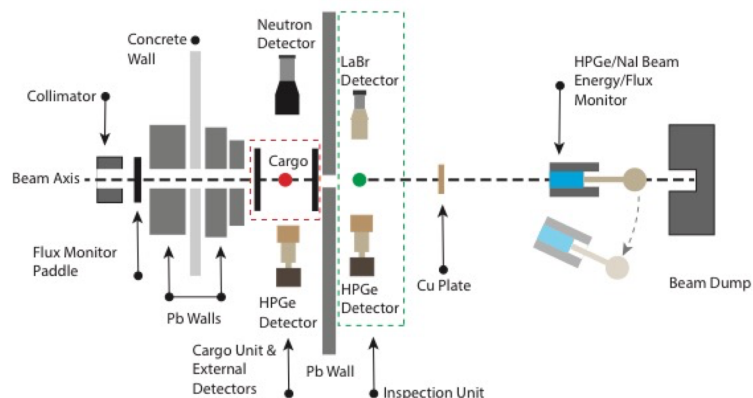 Concrete
Wall
Neutron
Detector
LaBr
Detector
HPGe/NaI Beam
Energy/Flux
Monitor
Collimator
Cargo
Beam Axis
Flux Monitor
Paddle
Pb Walls
HPGe
Detector
HPGe
Detector
Cu Plate
Beam Dump
Cargo Unit &
External
Detectors
Pb Wall
Inspection Unit